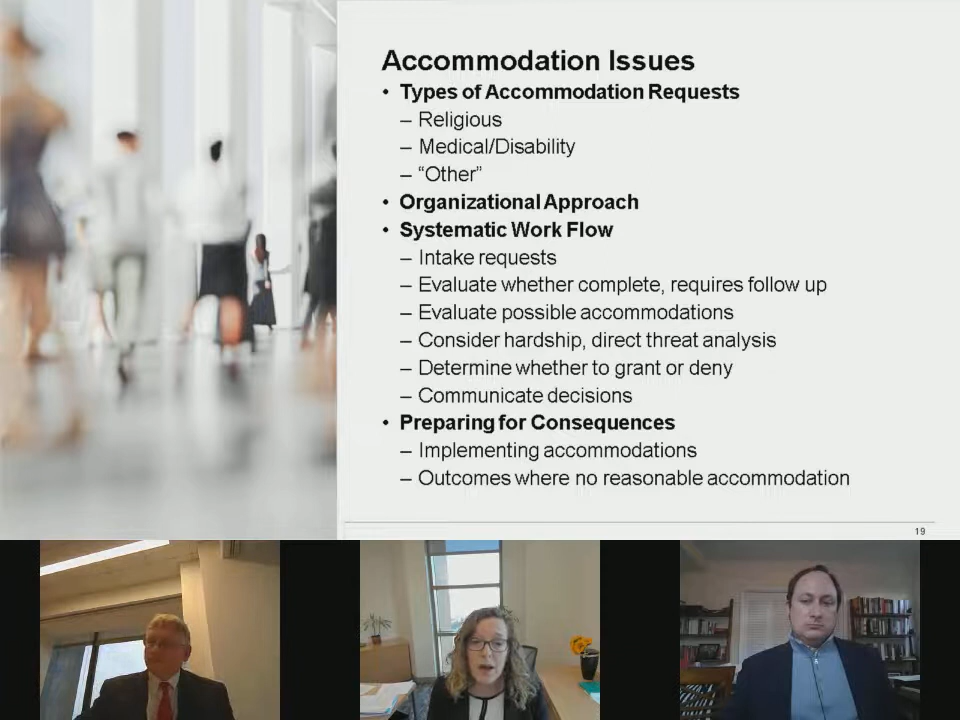 Accommodation Issues
• Types of Accommodation Requests
– Religious
– Medical/Disability
– "Other"
• Organizational Approach
• Systematic Work Flow
– Intake requests
– Evaluate whether complete, requires follow up
– Evaluate possible accommodations
– Consider hardship, direct threat analysis
– Determine whether to grant or deny
– Communicate decisions
• Preparing for Consequences
– Implementing accommodations
– Outcomes where no reasonable accommodation
19